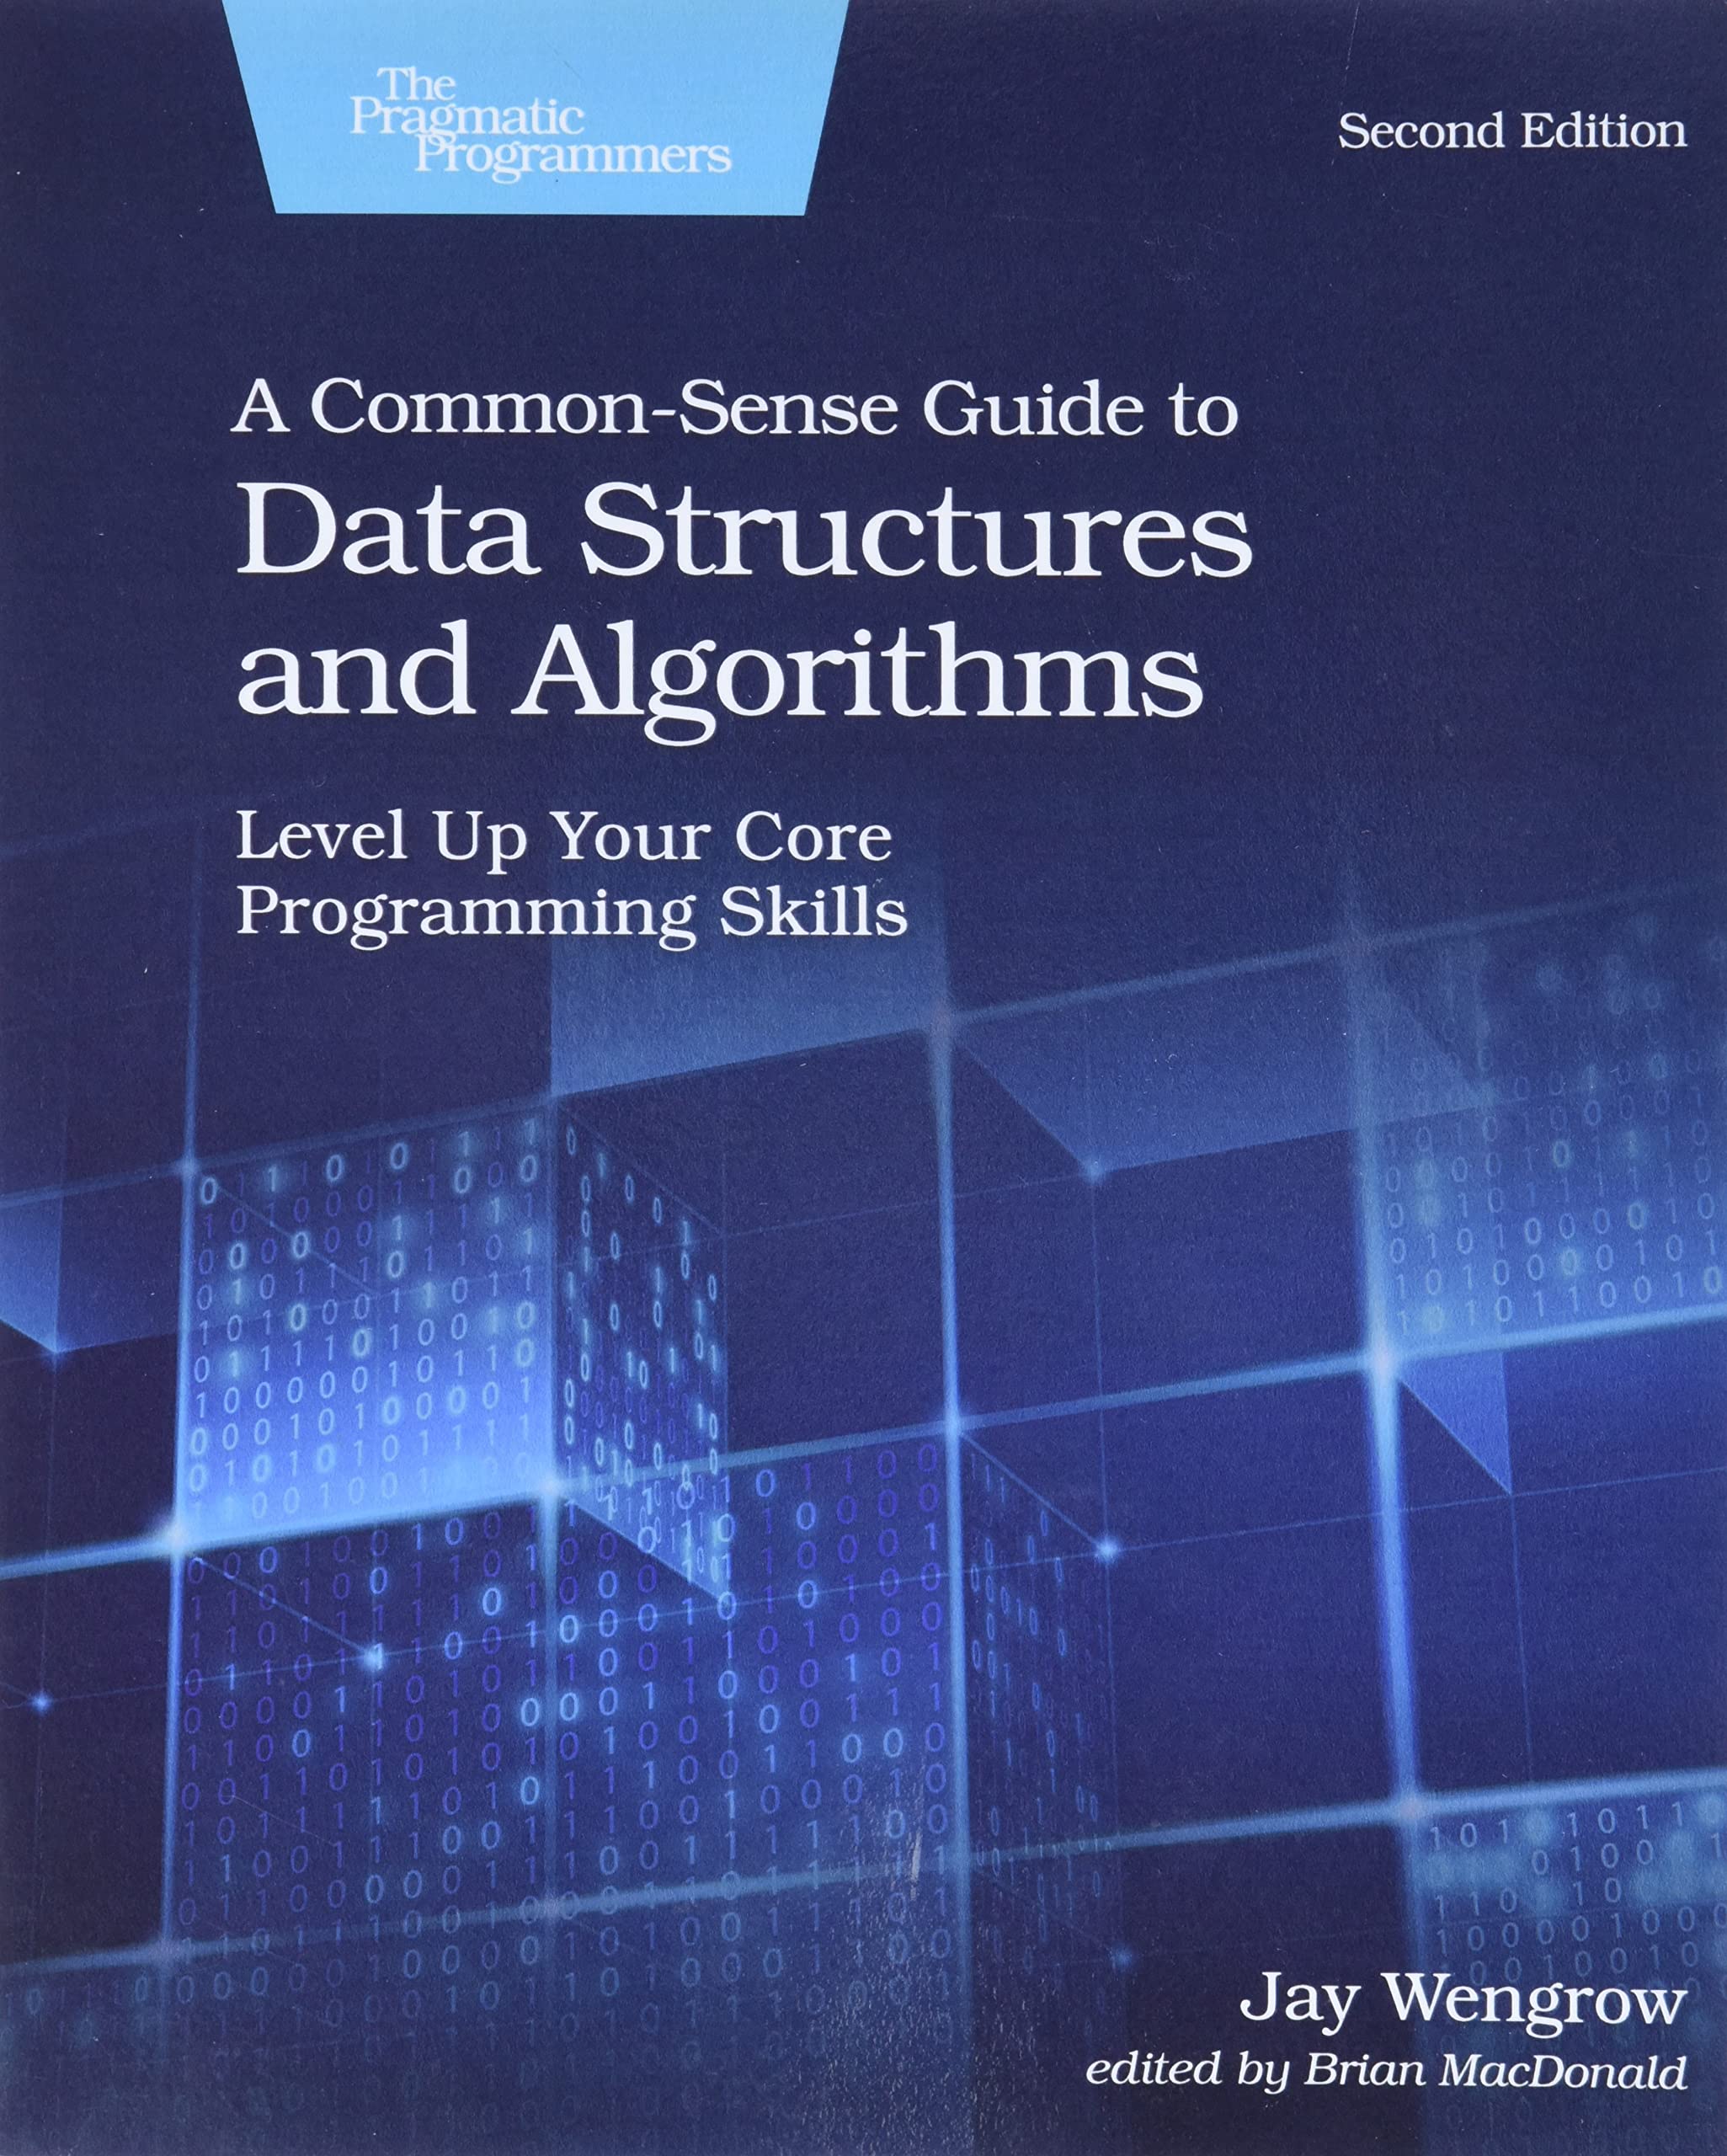 The
Pragmatic
Programmers
Second Edition
A Common-Sense Guide to
Data Structures
and Algorithms
Level Up Your Core
Programming Skills
Jay Wengrow
edited by Brian MacDonald